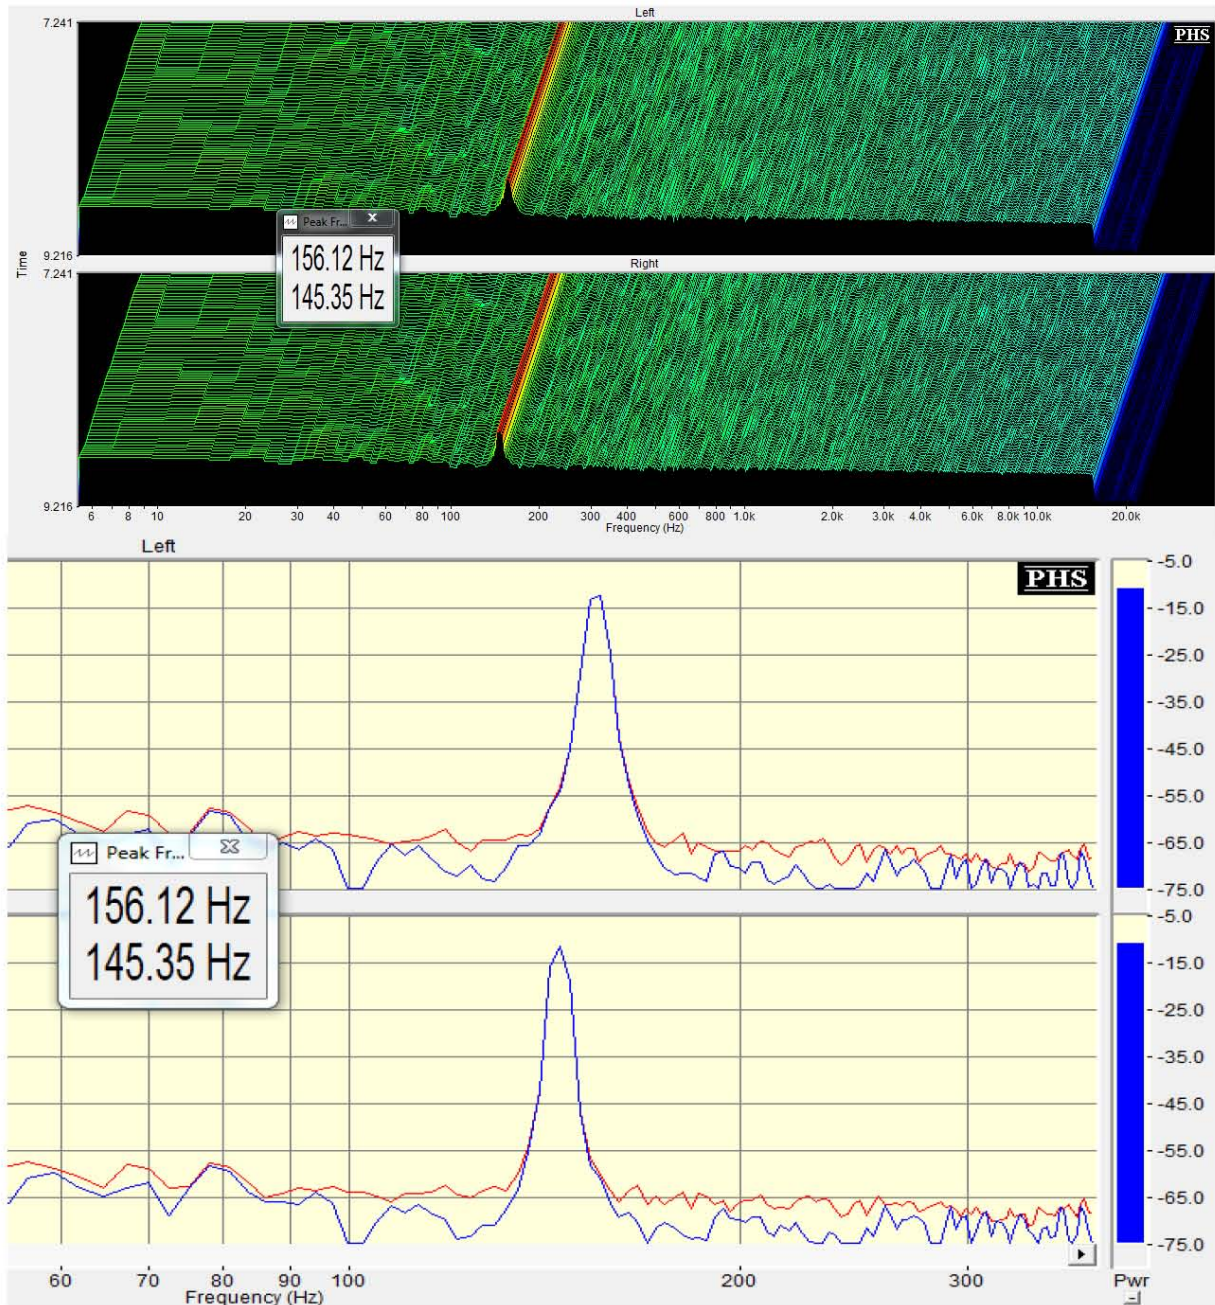 Left
7.241
PHS
Peak Fr... x
156.12 Hz
145.35 Hz
Time
9.216
Right
7.241
9.216
6 8 10 20 30 40 60 80 100 200 300 400 600 800 1.0k 2.0k 3.0k 4.0k 6.0k 8.0k 10.0k 20.0k
Frequency (Hz)
Left
PHS
-5.0
-15.0
-25.0
-35.0
-45.0
-55.0
-65.0
-75.0
Peak Fr... x
156.12 Hz
145.35 Hz
-5.0
-15.0
-25.0
-35.0
-45.0
-55.0
-65.0
-75.0
60 70 80 90 100 200 300 Pwr
Frequency (Hz)